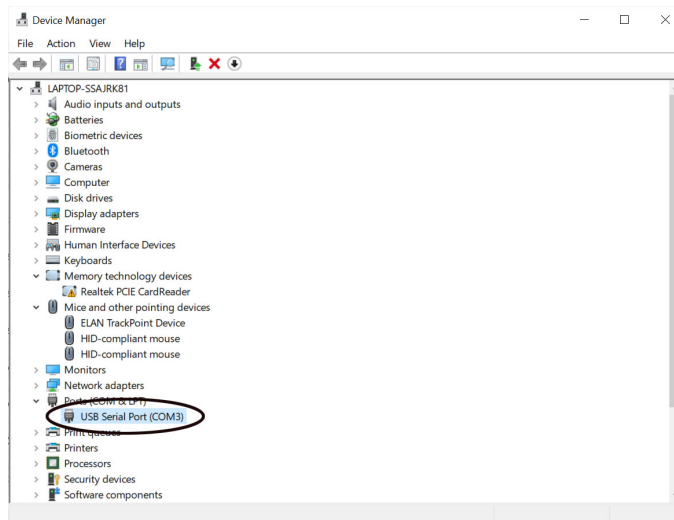 Device Manager
File Action View Help
LAPTOP-SSAJRK81
Audio inputs and outputs
Batteries
Biometric devices
Bluetooth
Cameras
Computer
Disk drives
Display adapters
Firmware
Human Interface Devices
Keyboards
Memory technology devices
Realtek PCIE CardReader
Mice and other pointing devices
ELAN TrackPoint Device
HID-compliant mouse
HID-compliant mouse
Monitors
Network adapters
Ports (COM & LPT)
USB Serial Port (COM3)
Print queues
Printers
Processors
Security devices
Software components